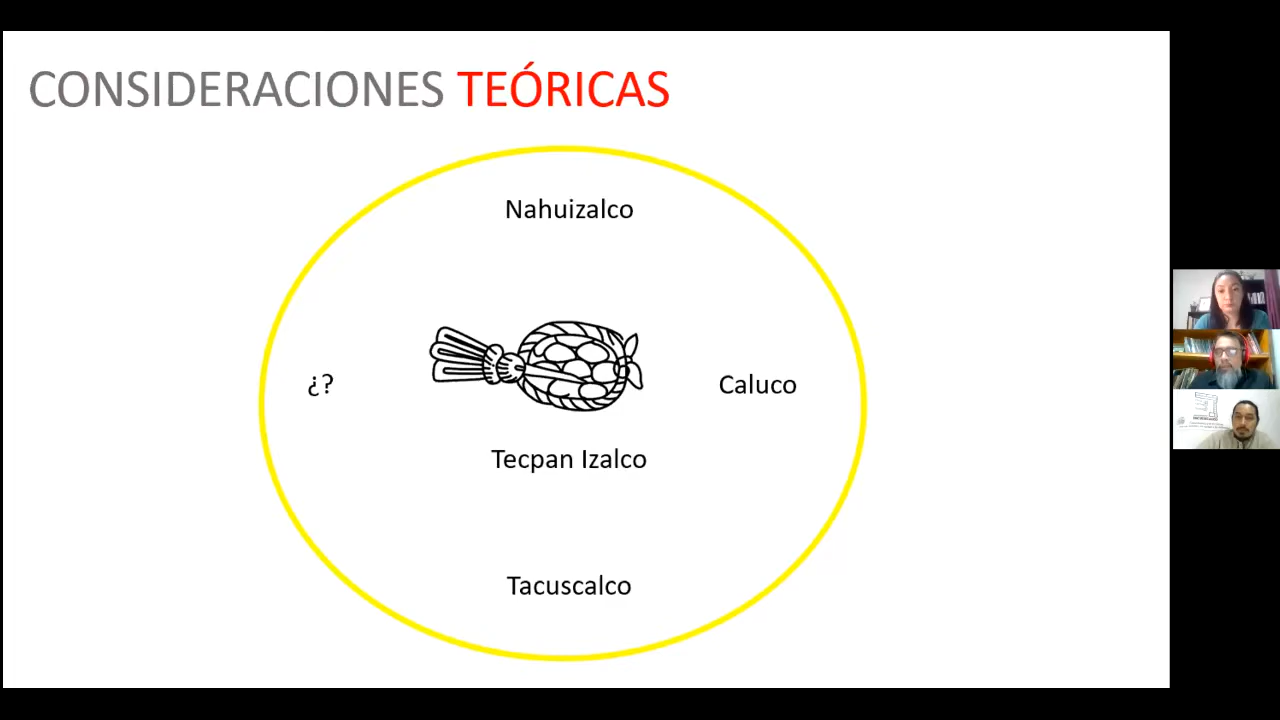 CONSIDERACIONES TEÓRICAS
Nahuizalco
¿?
Caluco
Tecpan Izalco
Tacuscalco